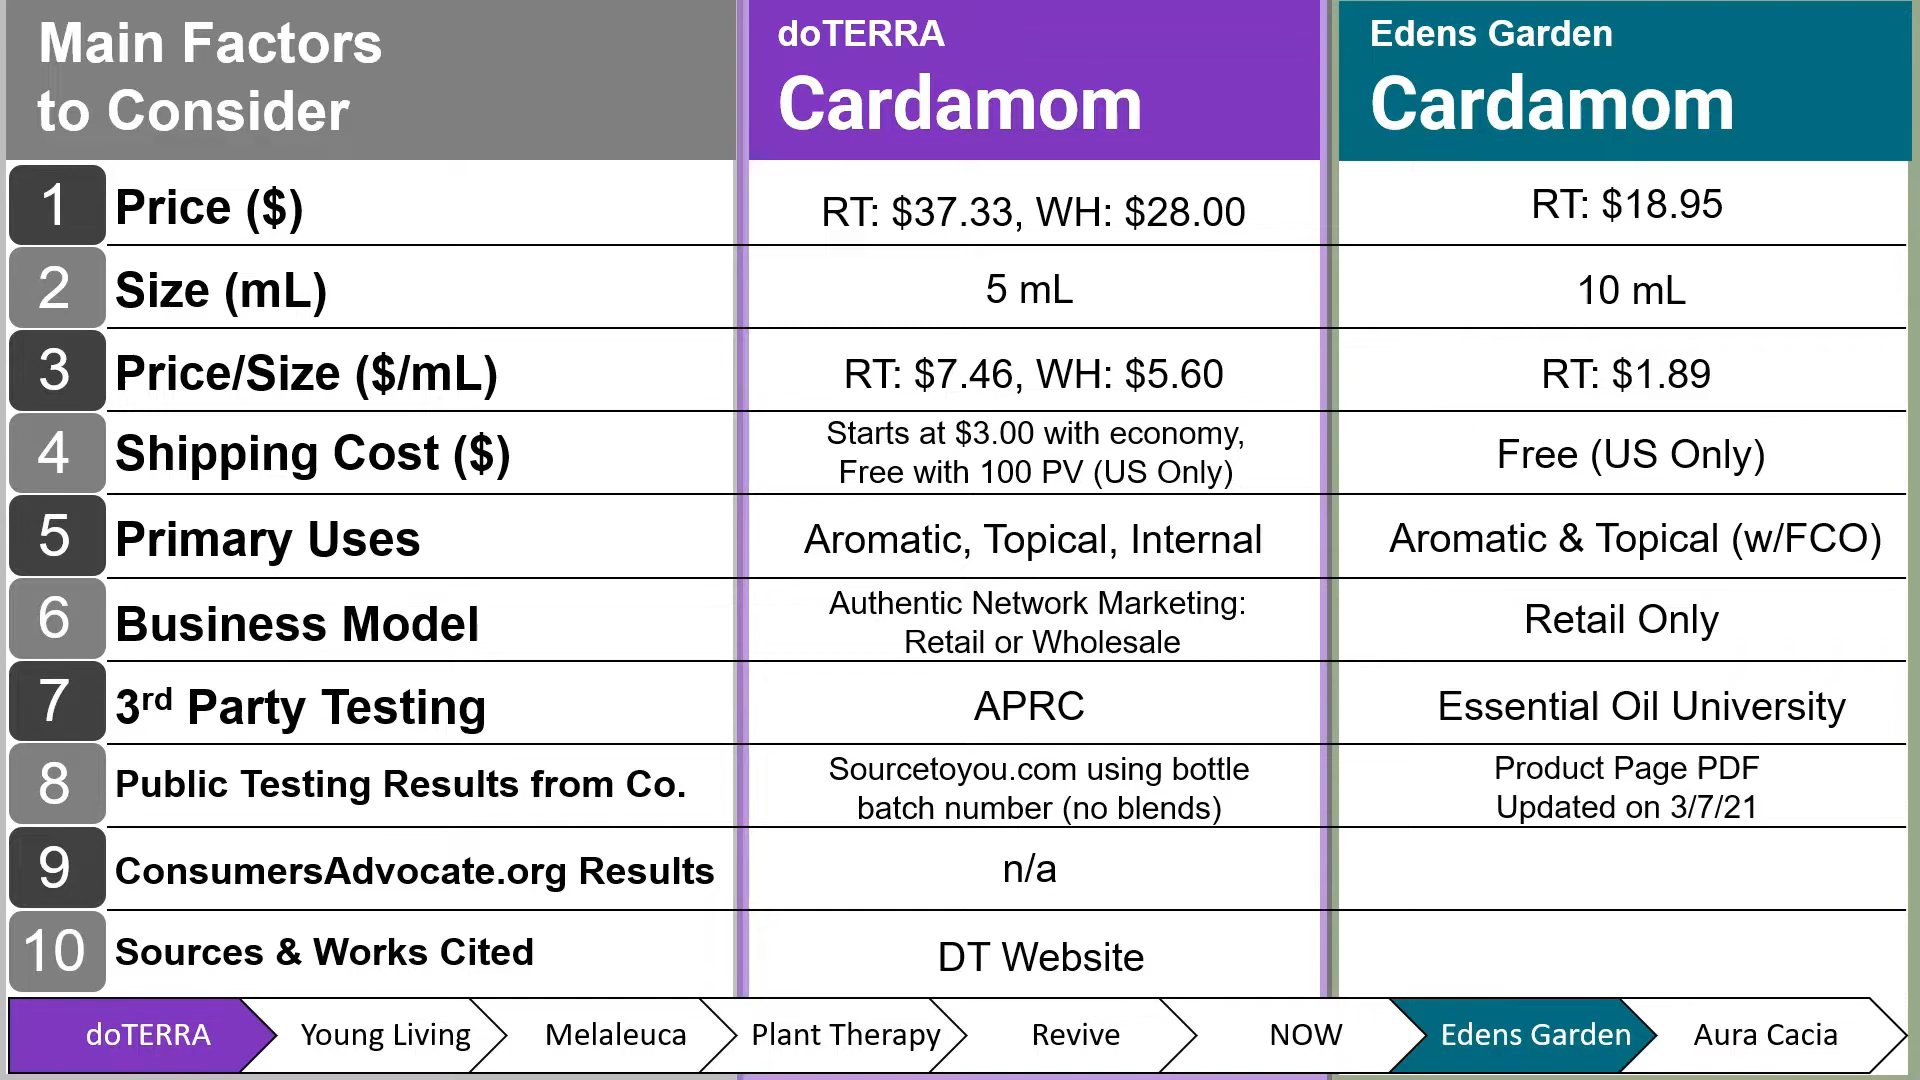 Main Factors
to Consider
doTERRA
Cardamom
Edens Garden
Cardamom
1 Price ($) RT: $37.33, WH: $28.00 RT: $18.95
2 Size (mL) 5 mL 10 mL
3 Price/Size ($/mL) RT: $7.46, WH: $5.60 RT: $1.89
4 Shipping Cost ($)
Starts at $3.00 with economy,
Free with 100 PV (US Only)
Free (US Only)
5 Primary Uses Aromatic, Topical, Internal Aromatic & Topical (w/FCO)
6 Business Model
Authentic Network Marketing:
Retail or Wholesale
Retail Only
7 3rd Party Testing APRC Essential Oil University
8 Public Testing Results from Co.
Sourcetoyou.com using bottle
batch number (no blends)
Product Page PDF
Updated on 3/7/21
9 ConsumersAdvocate.org Results n/a
10 Sources & Works Cited DT Website
doTERRA Young Living Melaleuca Plant Therapy Revive NOW Edens Garden Aura Cacia